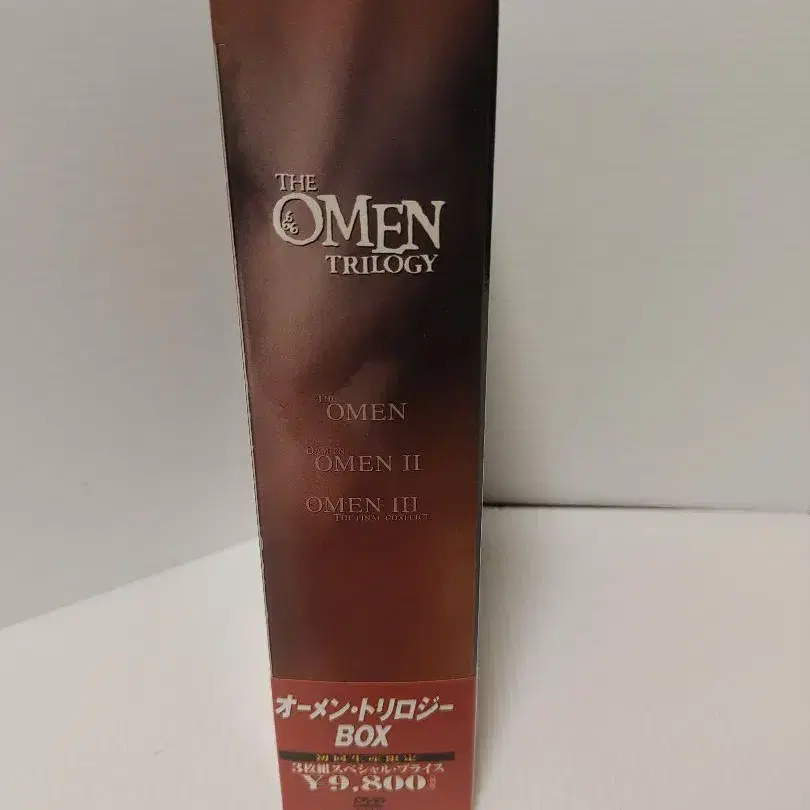 THE
OMEN
TRILOGY
THE
OMEN
DAMIEN
OMEN II
OMEN III
THE FINAL CONFLICT
オーメン・トリロジー
BOX
初回生産限定
3枚組スペシャル・プライス
¥9,800
DVD